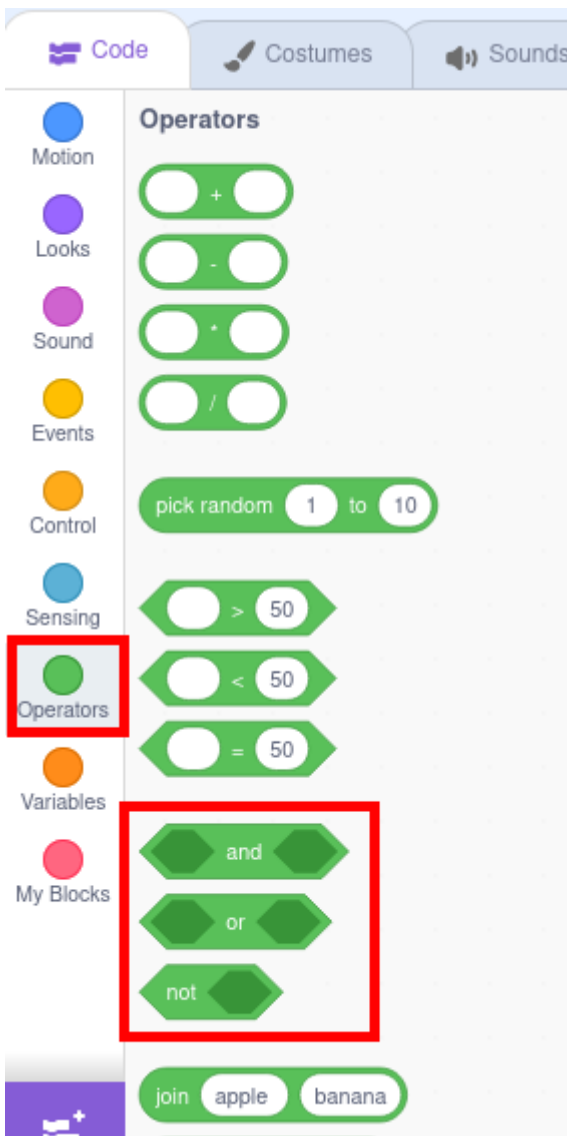 Code Costumes Sounds
Motion
Looks
Sound
Events
Control
Sensing
Operators
Variables
My Blocks
Operators
+
-
*
/
pick random 1 to 10
> 50
< 50
= 50
and
or
not
join apple banana